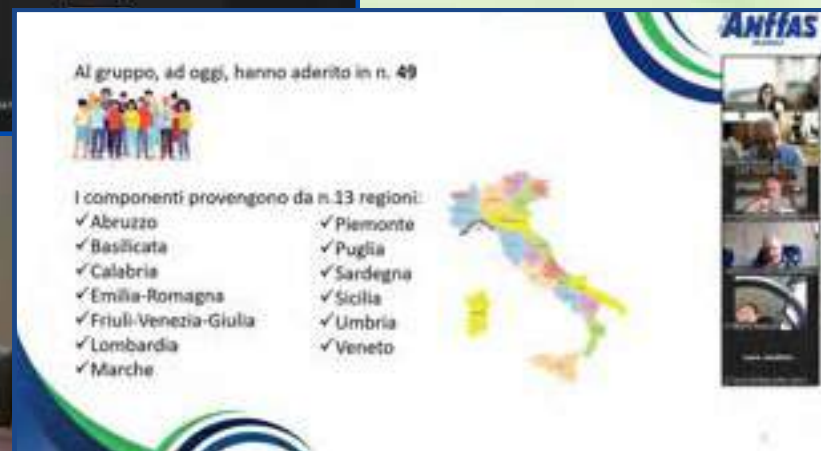 Anffas
Al gruppo, ad oggi, hanno aderito in n. 49
I componenti provengono da n.13 regioni:
✓Abruzzo
✓Basilicata
✓Calabria
✓Emilia-Romagna
✓Friuli-Venezia-Giulia
✓Lombardia
✓Marche
✓Piemonte
✓Puglia
✓Sardegna
✓Sicilia
✓Umbria
✓Veneto